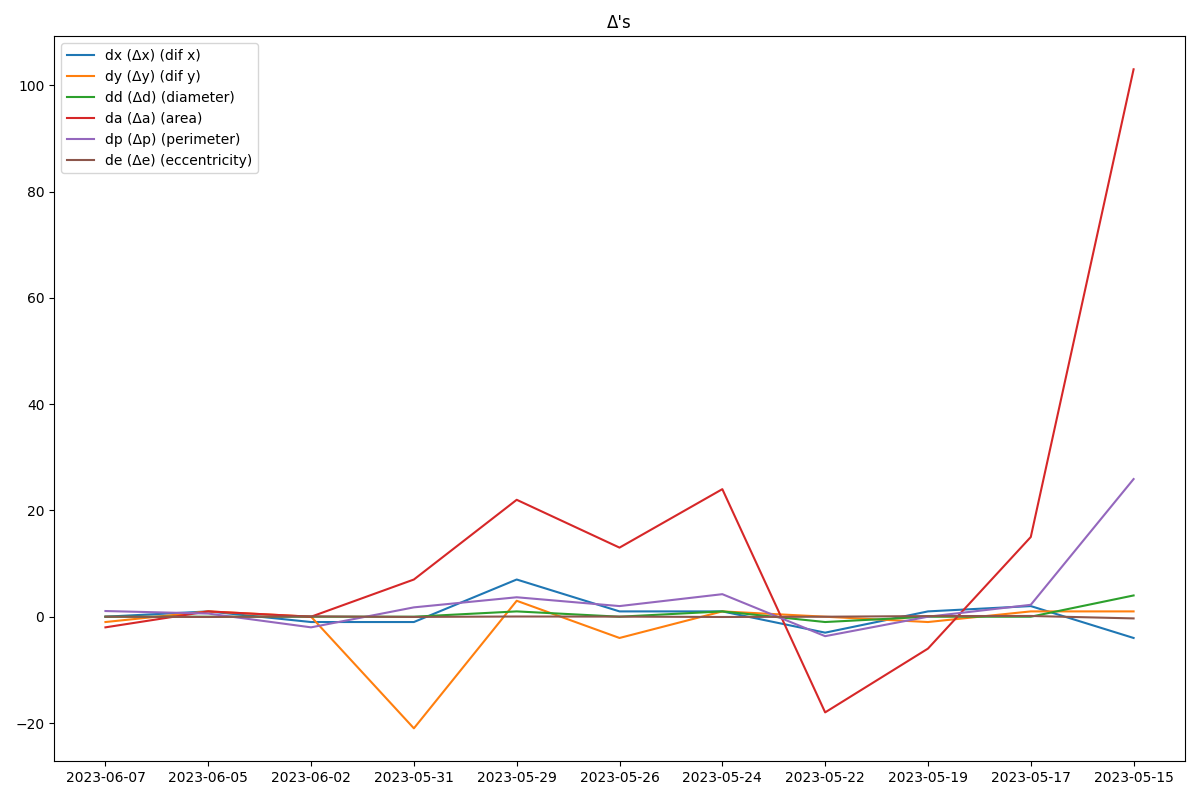 Δ's
dx (Δx) (dif x)
dy (Δy) (dif y)
dd (Δd) (diameter)
da (Δa) (area)
dp (Δp) (perimeter)
de (Δe) (eccentricity)
100
80
60
40
20
0
−20
2023-06-07 2023-06-05 2023-06-02 2023-05-31 2023-05-29 2023-05-26 2023-05-24 2023-05-22 2023-05-19 2023-05-17 2023-05-15